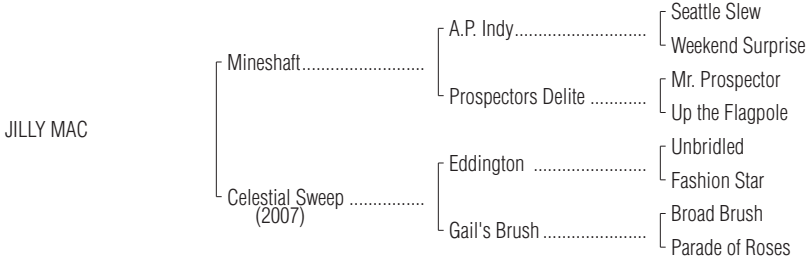 Seattle Slew
A.P. Indy............................
Weekend Surprise
Mineshaft..........................
Mr. Prospector
Prospectors Delite ............
Up the Flagpole
JILLY MAC
Unbridled
Eddington ........................
Fashion Star
Celestial Sweep ................
(2007)
Broad Brush
Gail's Brush......................
Parade of Roses